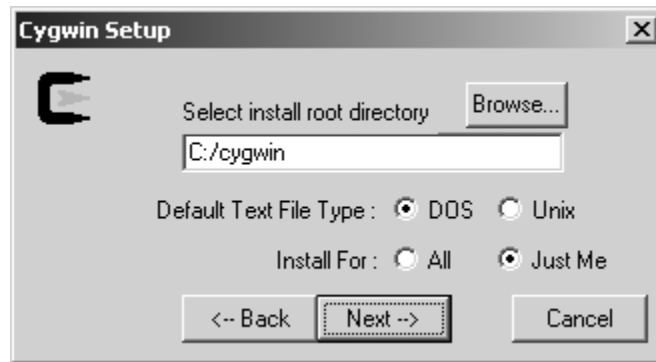 Cygwin Setup
Select install root directory Browse...
C:/cygwin
Default Text File Type : DOS Unix
Install For : All Just Me
<-- Back Next --> Cancel